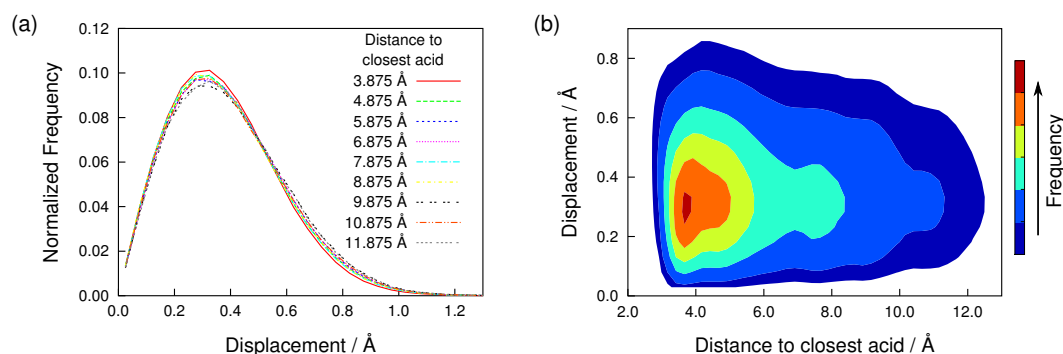 (a)
Normalized Frequency
0.12
0.10
0.08
0.06
0.04
0.02
0.00
0.0 0.2 0.4 0.6 0.8 1.0 1.2
Displacement / Å
Distance to
closest acid
3.875 Å
4.875 Å
5.875 Å
6.875 Å
7.875 Å
8.875 Å
9.875 Å
10.875 Å
11.875 Å
(b)
Displacement / Å
0.8
0.6
0.4
0.2
0.0
2.0 4.0 6.0 8.0 10.0 12.0
Distance to closest acid / Å
Frequency